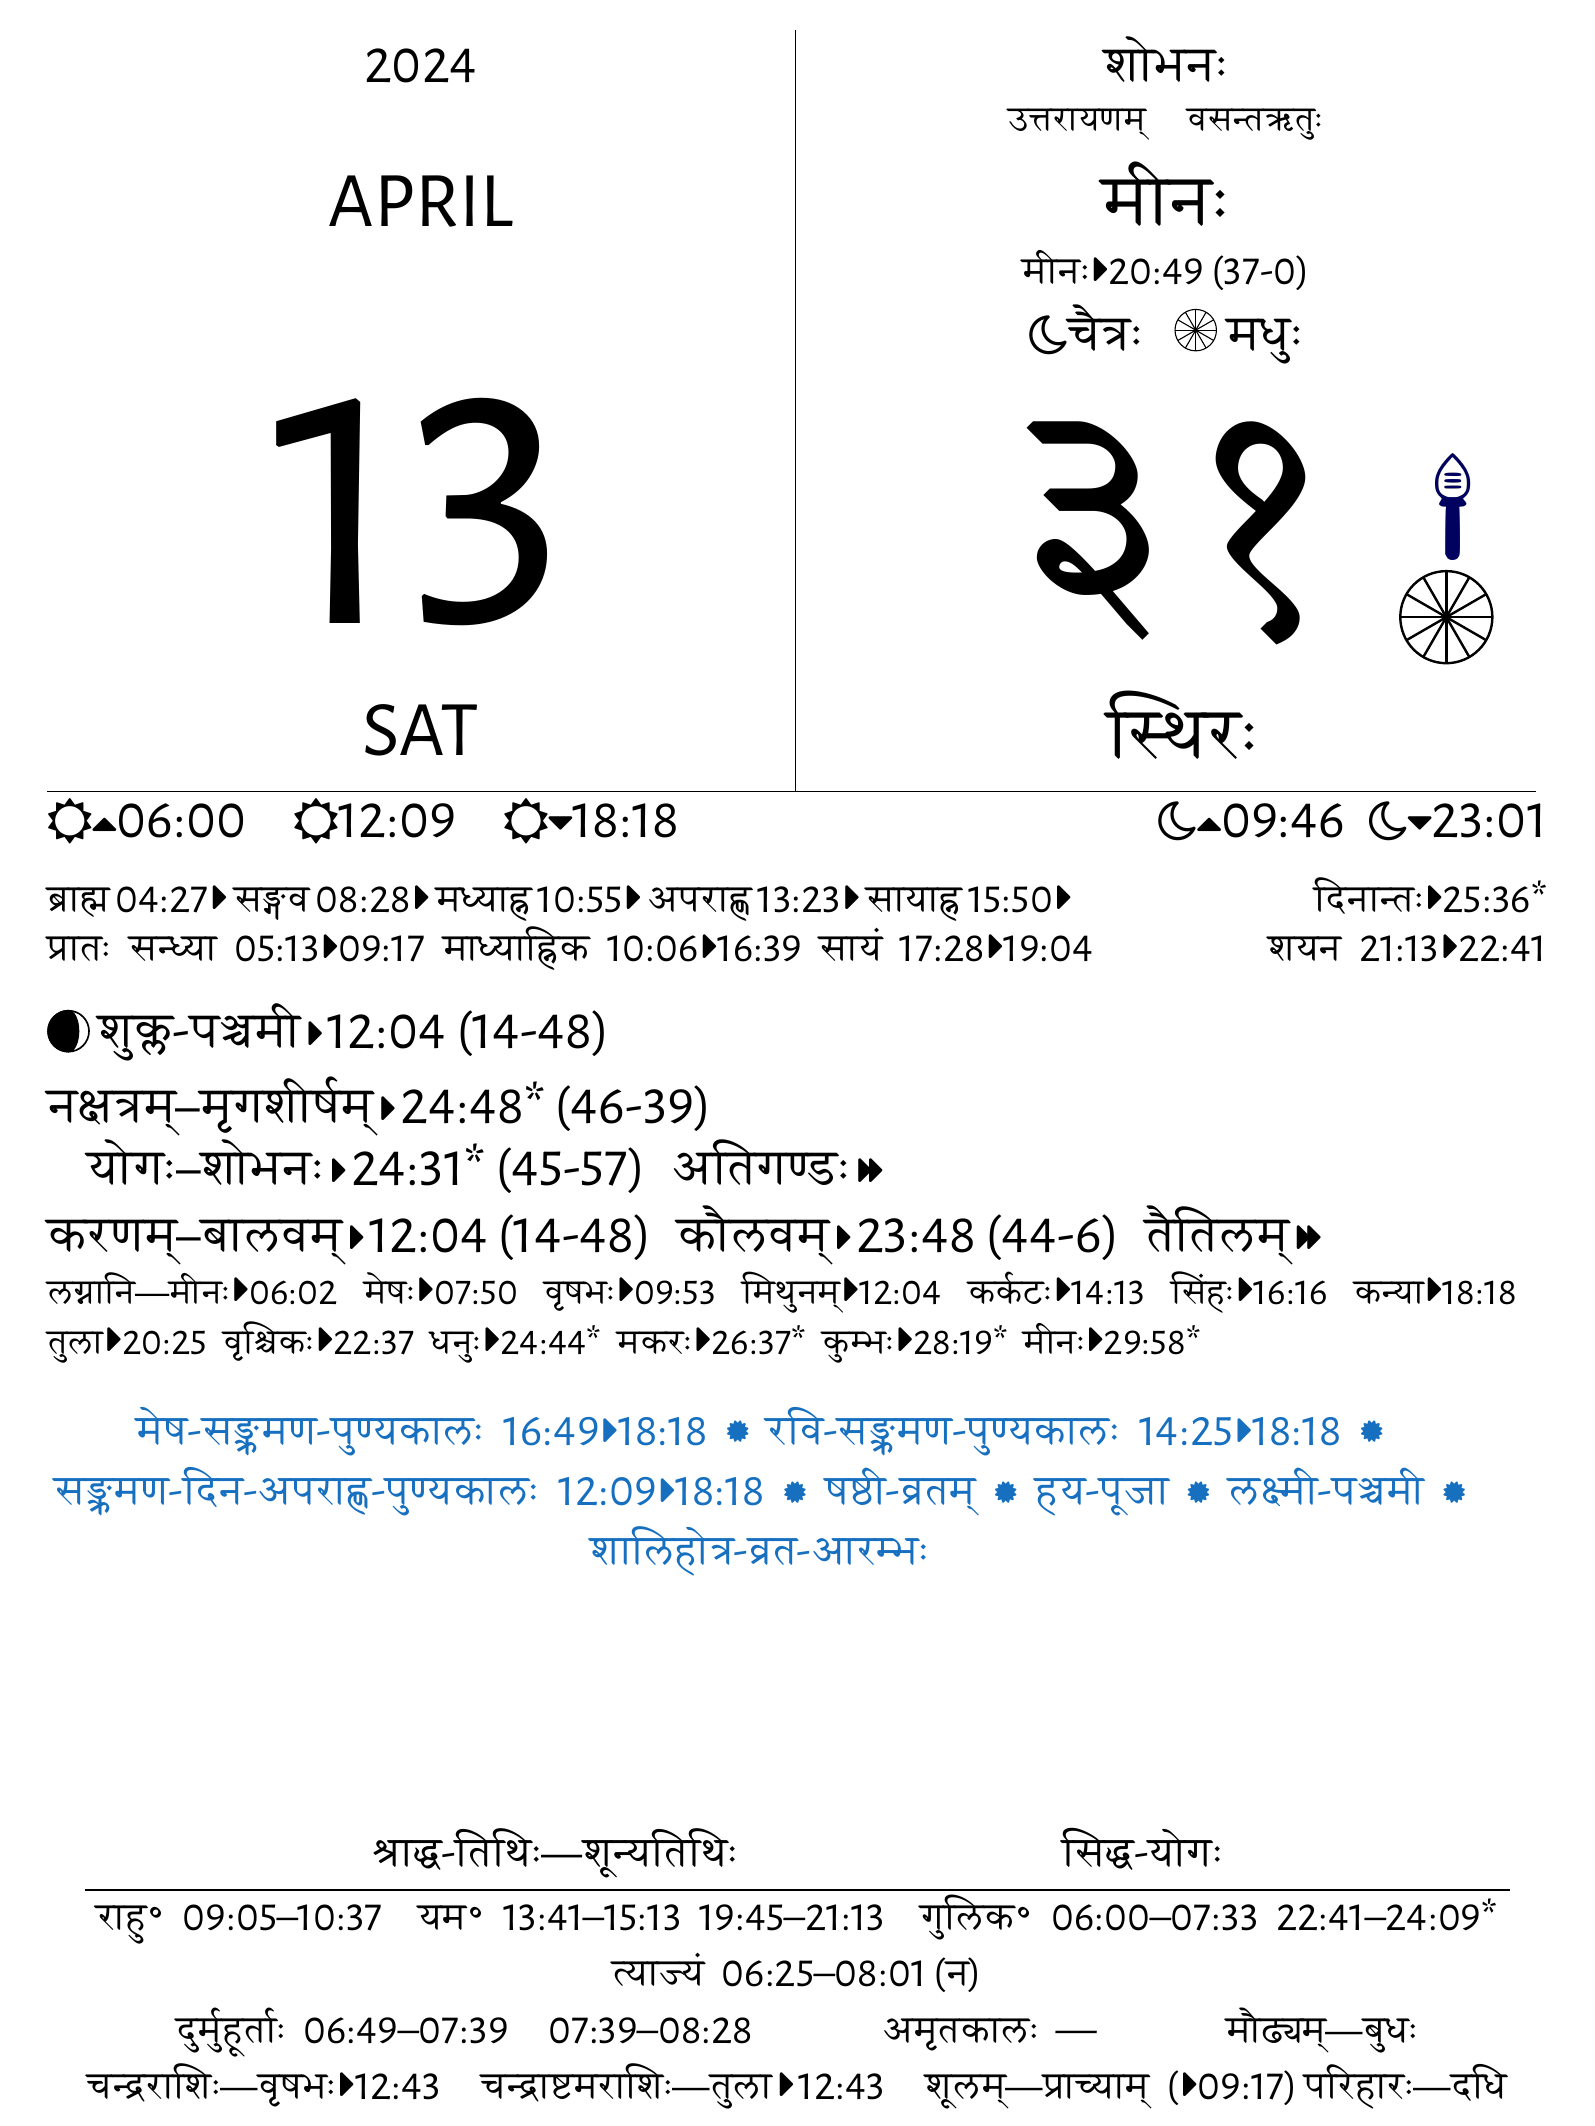 2024
APRIL
13
SAT
शोभनः
उत्तरायणम् वसन्तऋतुः
मीनः
मीनः 20:49 (37-0)
चैत्रः मधुः
३१
स्थिरः
06:00 12:09 18:18 09:46 23:01
ब्राह्म 04:27 सङ्गव 08:28 मध्याह्न 10:55 अपराह्ण 13:23 सायाह्न 15:50 दिनान्तः 25:36*
प्रातः सन्ध्या 05:13 09:17 माध्याह्निक 10:06 16:39 सायं 17:28 19:04 शयन 21:13 22:41
शुक्ल-पञ्चमी 12:04 (14-48)
नक्षत्रम्–मृगशीर्षम् 24:48* (46-39)
योगः–शोभनः 24:31* (45-57) अतिगण्डः
करणम्–बालवम् 12:04 (14-48) कौलवम् 23:48 (44-6) तैतिलम्
लग्नानि—मीनः 06:02 मेषः 07:50 वृषभः 09:53 मिथुनम् 12:04 कर्कटः 14:13 सिंहः 16:16 कन्या 18:18
तुला 20:25 वृश्चिकः 22:37 धनुः 24:44* मकरः 26:37* कुम्भः 28:19* मीनः 29:58*
मेष-सङ्क्रमण-पुण्यकालः 16:49 18:18 ✹ रवि-सङ्क्रमण-पुण्यकालः 14:25 18:18 ✹
सङ्क्रमण-दिन-अपराह्ण-पुण्यकालः 12:09 18:18 ✹ षष्ठी-व्रतम् ✹ हय-पूजा ✹ लक्ष्मी-पञ्चमी ✹
शालिहोत्र-व्रत-आरम्भः
श्राद्ध-तिथिः—शून्यतिथिः सिद्ध-योगः
राहु॰ 09:05–10:37 यम॰ 13:41–15:13 19:45–21:13 गुलिक॰ 06:00–07:33 22:41–24:09*
त्याज्यं 06:25–08:01 (न)
दुर्मुहूर्ताः 06:49–07:39 07:39–08:28 अमृतकालः — मौढ्यम्—बुधः
चन्द्रराशिः—वृषभः 12:43 चन्द्राष्टमराशिः—तुला 12:43 शूलम्—प्राच्याम् ( 09:17) परिहारः—दधि